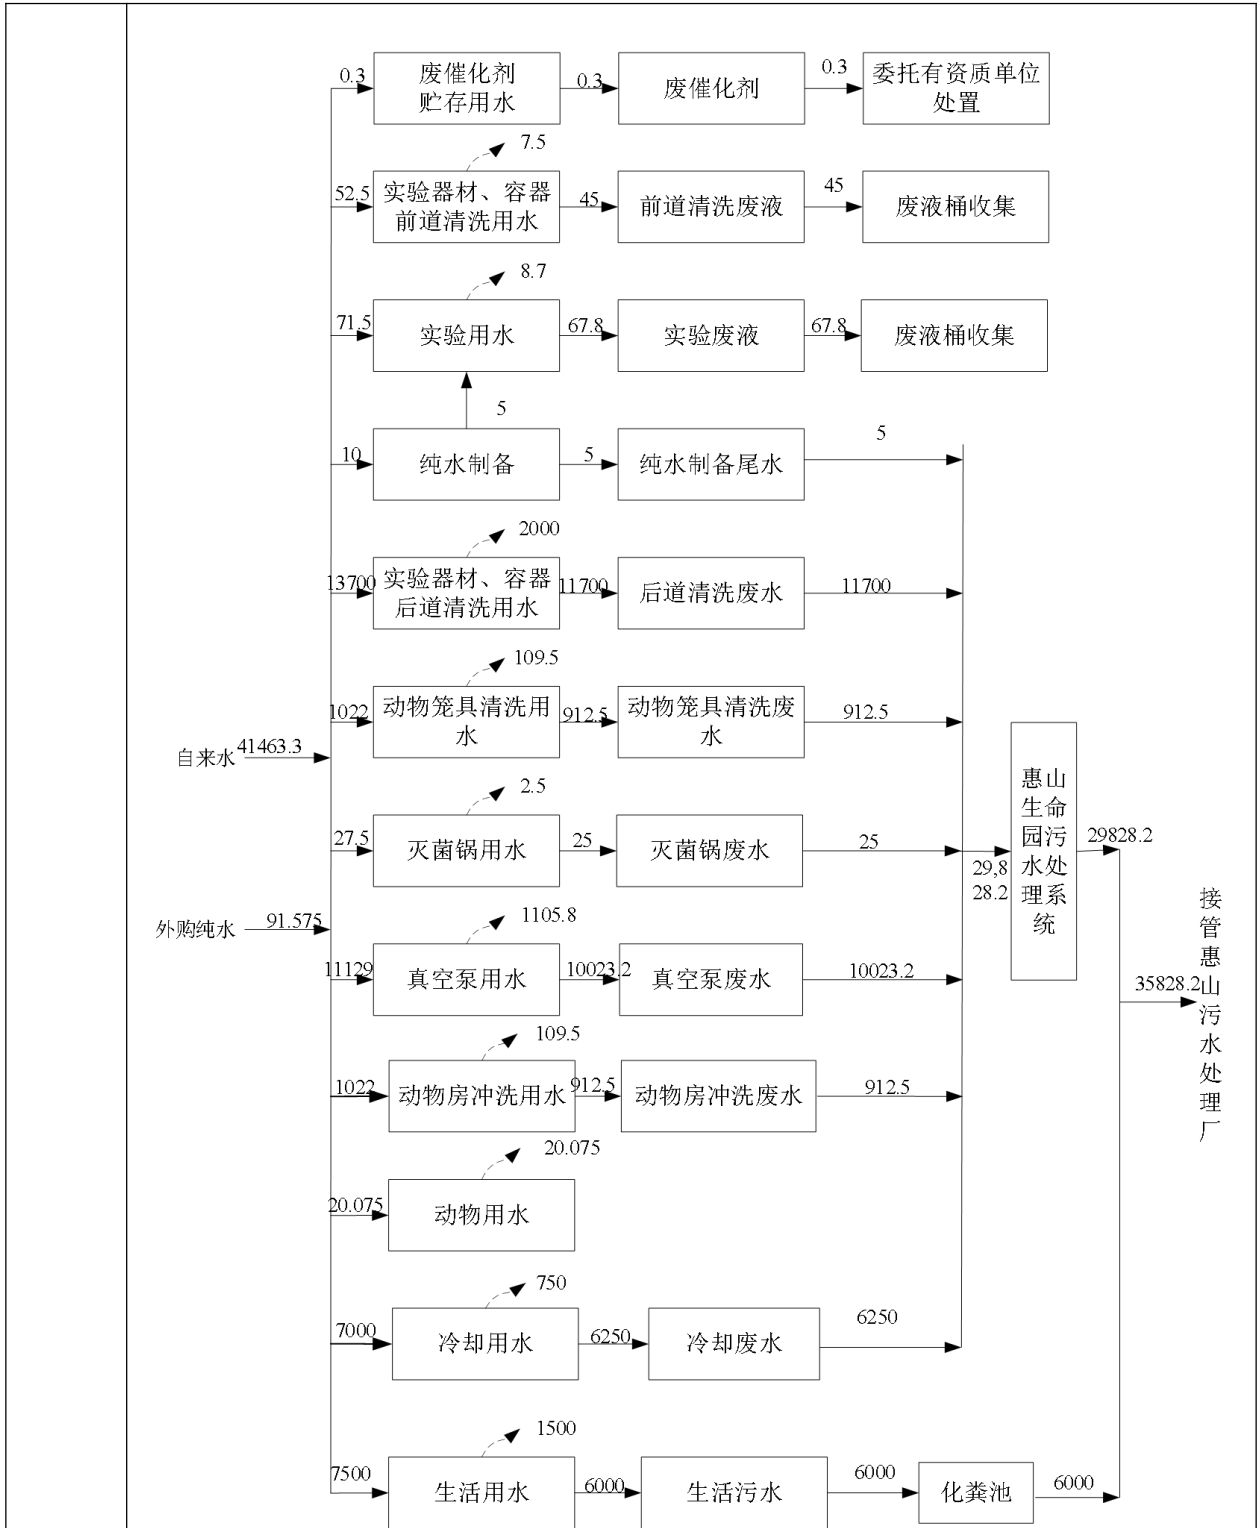 0.3
废催化剂
贮存用水
0.3
废催化剂
0.3
委托有资质单位
处置
7.5
52.5
实验器材、容器
前道清洗用水
45
前道清洗废液
45
废液桶收集
8.7
71.5
实验用水
67.8
实验废液
67.8
废液桶收集
5
10
纯水制备
5
纯水制备尾水
5
2000
13700
实验器材、容器
后道清洗用水
11700
后道清洗废水
11700
109.5
1022
动物笼具清洗用
水
912.5
动物笼具清洗废
水
912.5
自来水
41463.3
2.5
27.5
灭菌锅用水
25
灭菌锅废水
25
29,8
28.2
惠山
生命
园污
水处
理系
统
29828.2
外购纯水
91.575
1105.8
11129
真空泵用水
10023.2
真空泵废水
10023.2
35828.2
接
管
惠
山
污
水
处
理
厂
109.5
1022
动物房冲洗用水
912.5
动物房冲洗废水
912.5
20.075
20.075
动物用水
750
7000
冷却用水
6250
冷却废水
6250
1500
7500
生活用水
6000
生活污水
6000
化粪池
6000